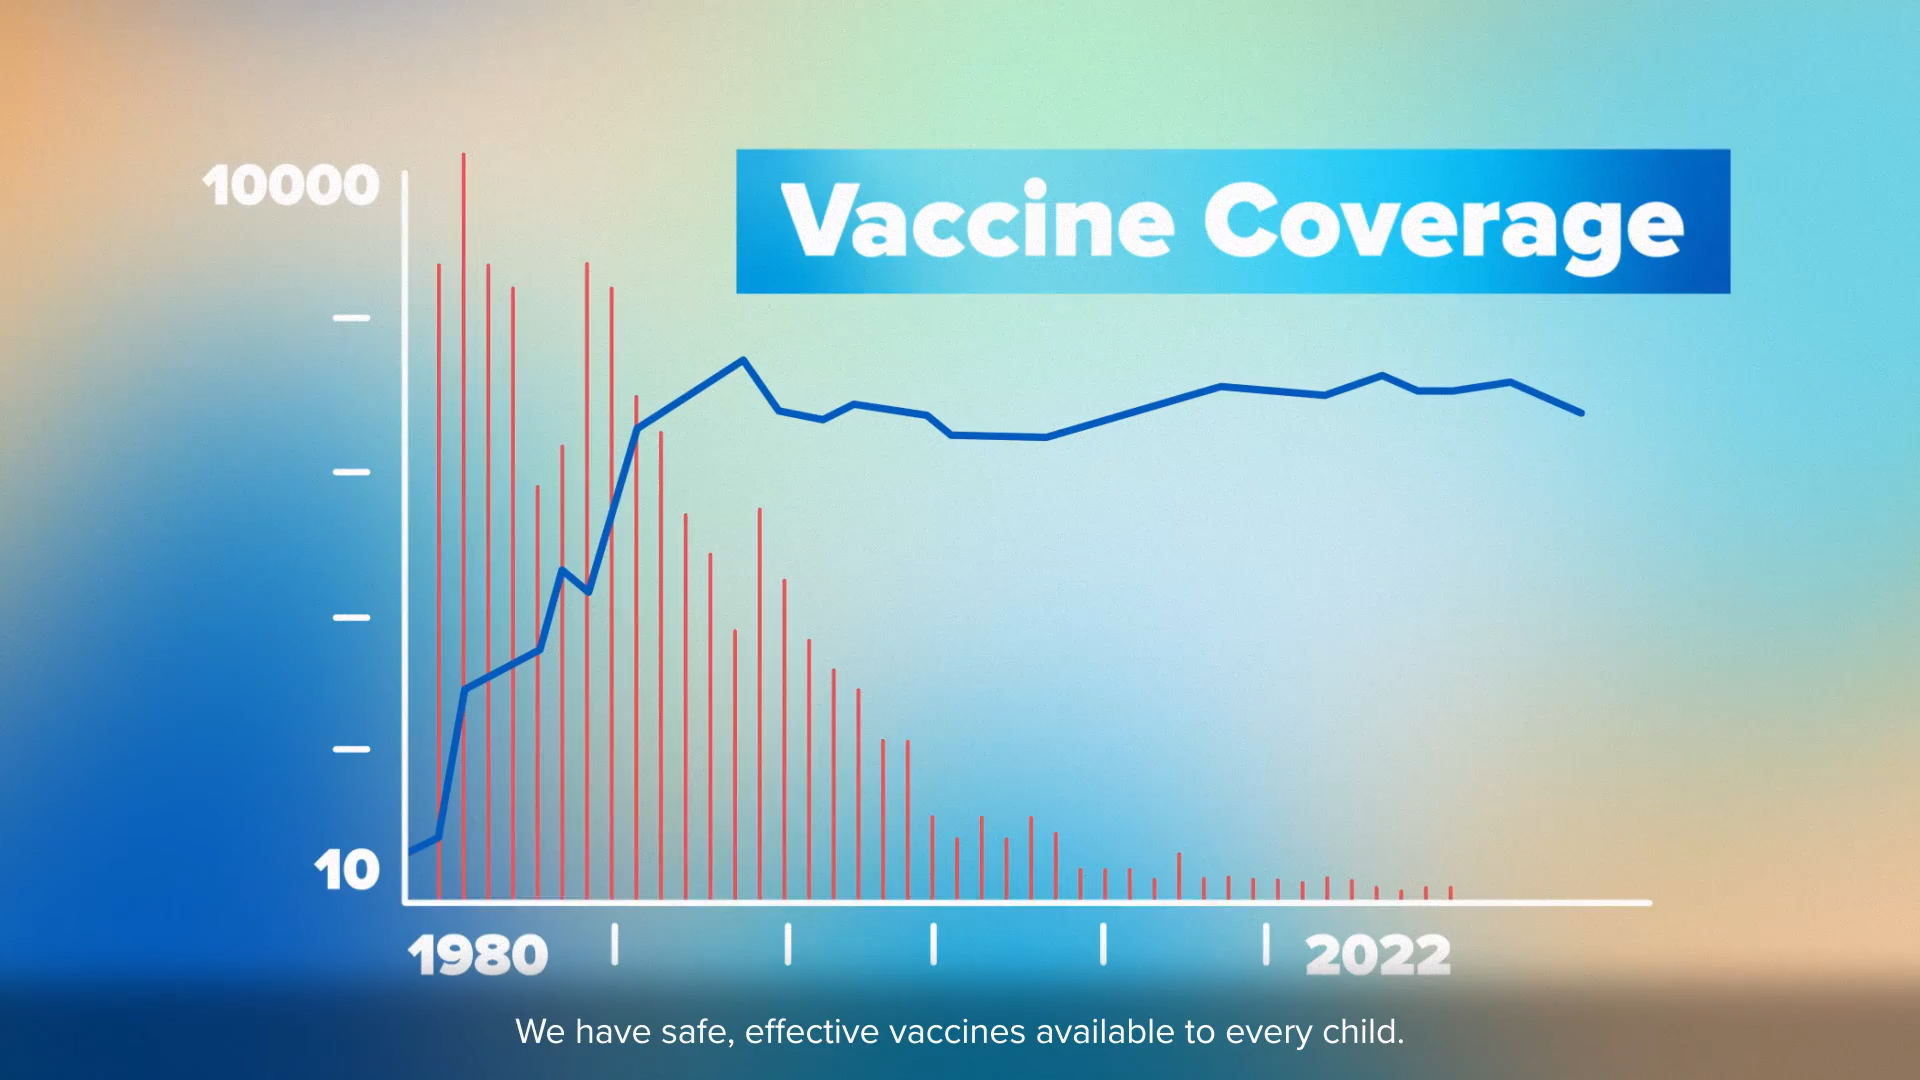 10000
Vaccine Coverage
10
1980
2022
We have safe, effective vaccines available to every child.